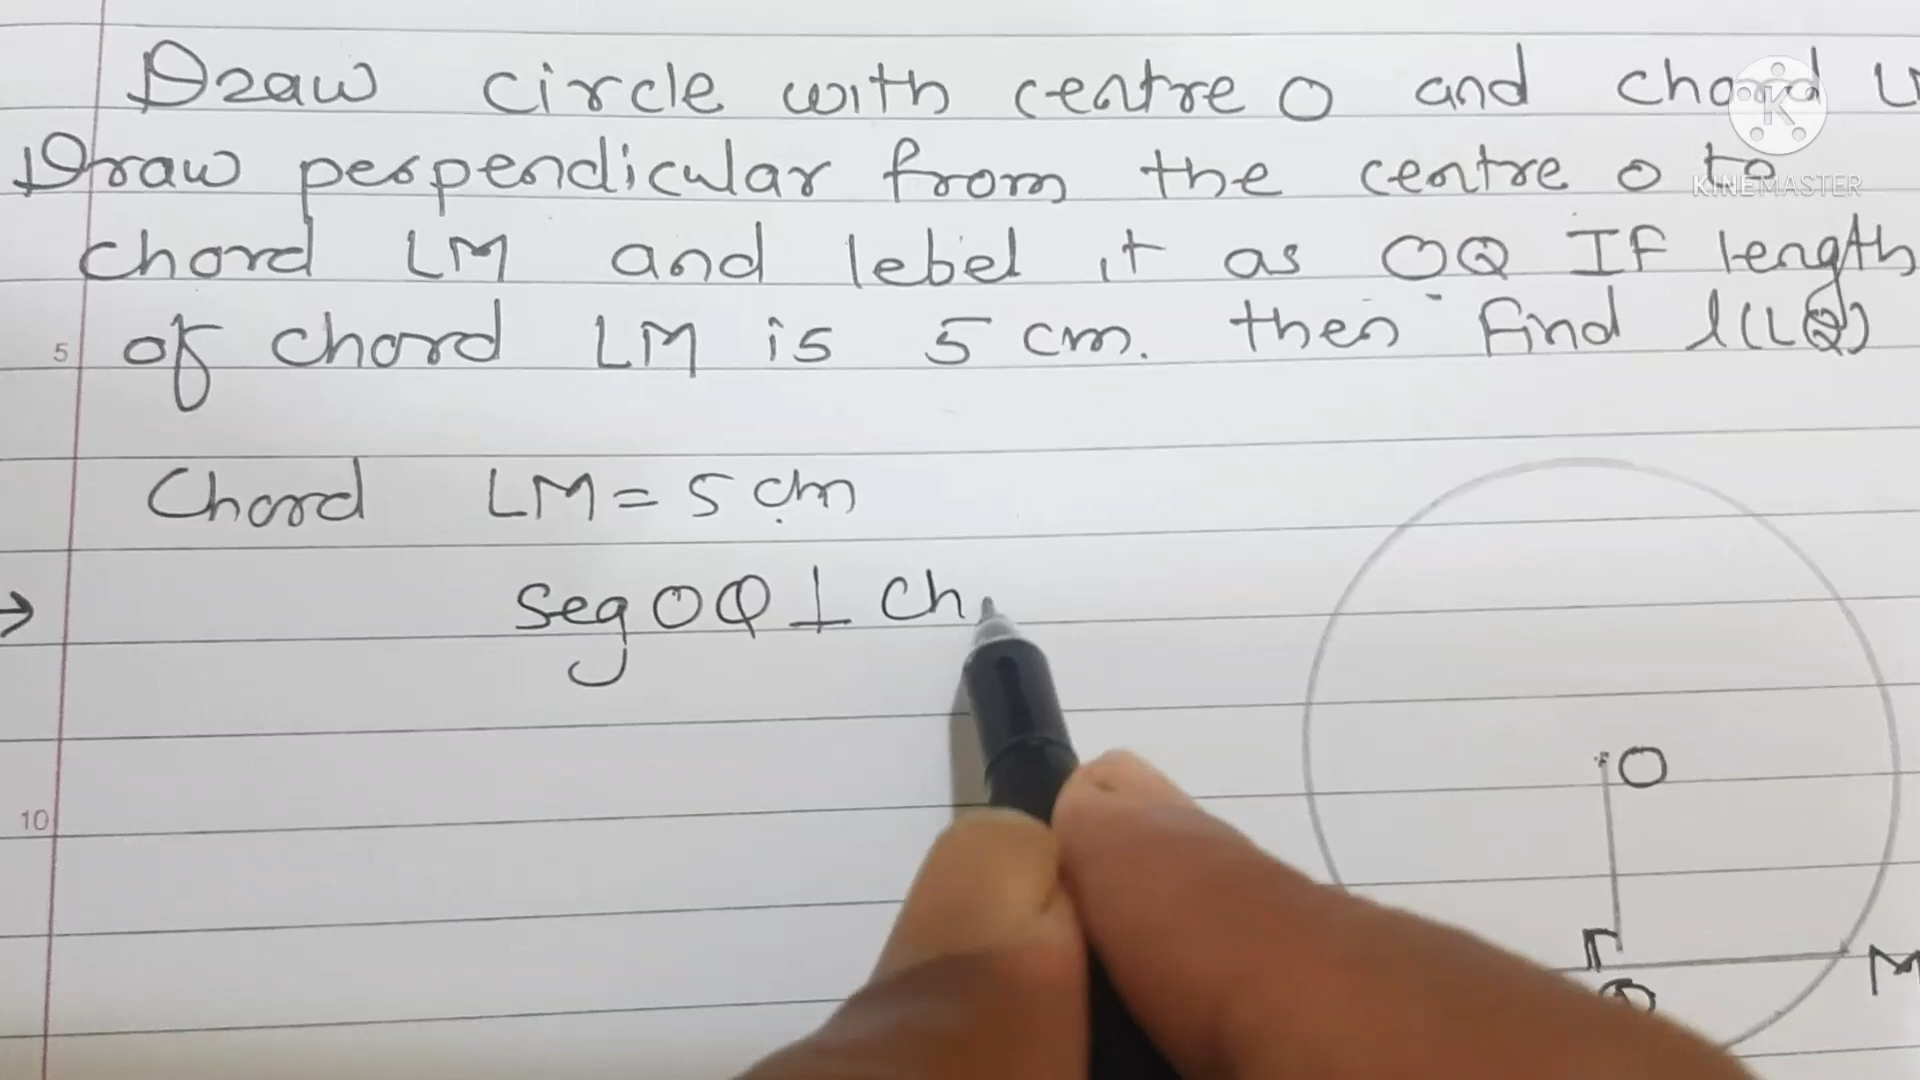 Draw circle with centre O and chord L
Draw perpendicular from the centre O to
chord LM and lebel it as OQ IF length
of chord LM is 5 cm. then Find l(LQ)
5
Chord LM = 5 cm
→ seg OQ ⊥ Ch
10
O
M
Q
K
KINEMASTER